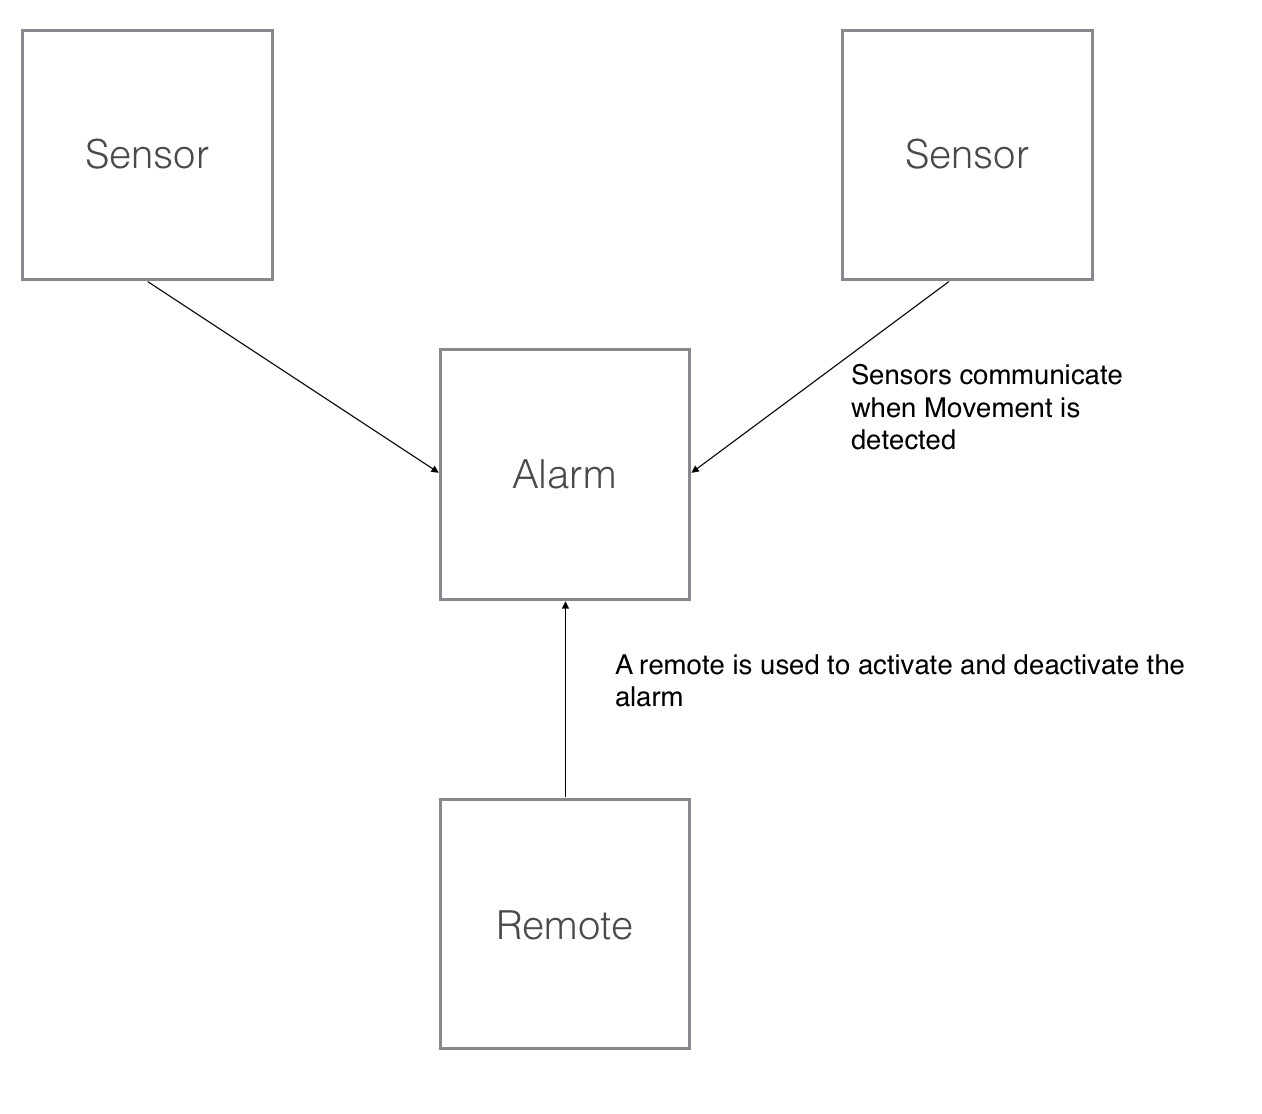 Sensor
Sensor
Sensors communicate
when Movement is
detected
Alarm
A remote is used to activate and deactivate the
alarm
Remote